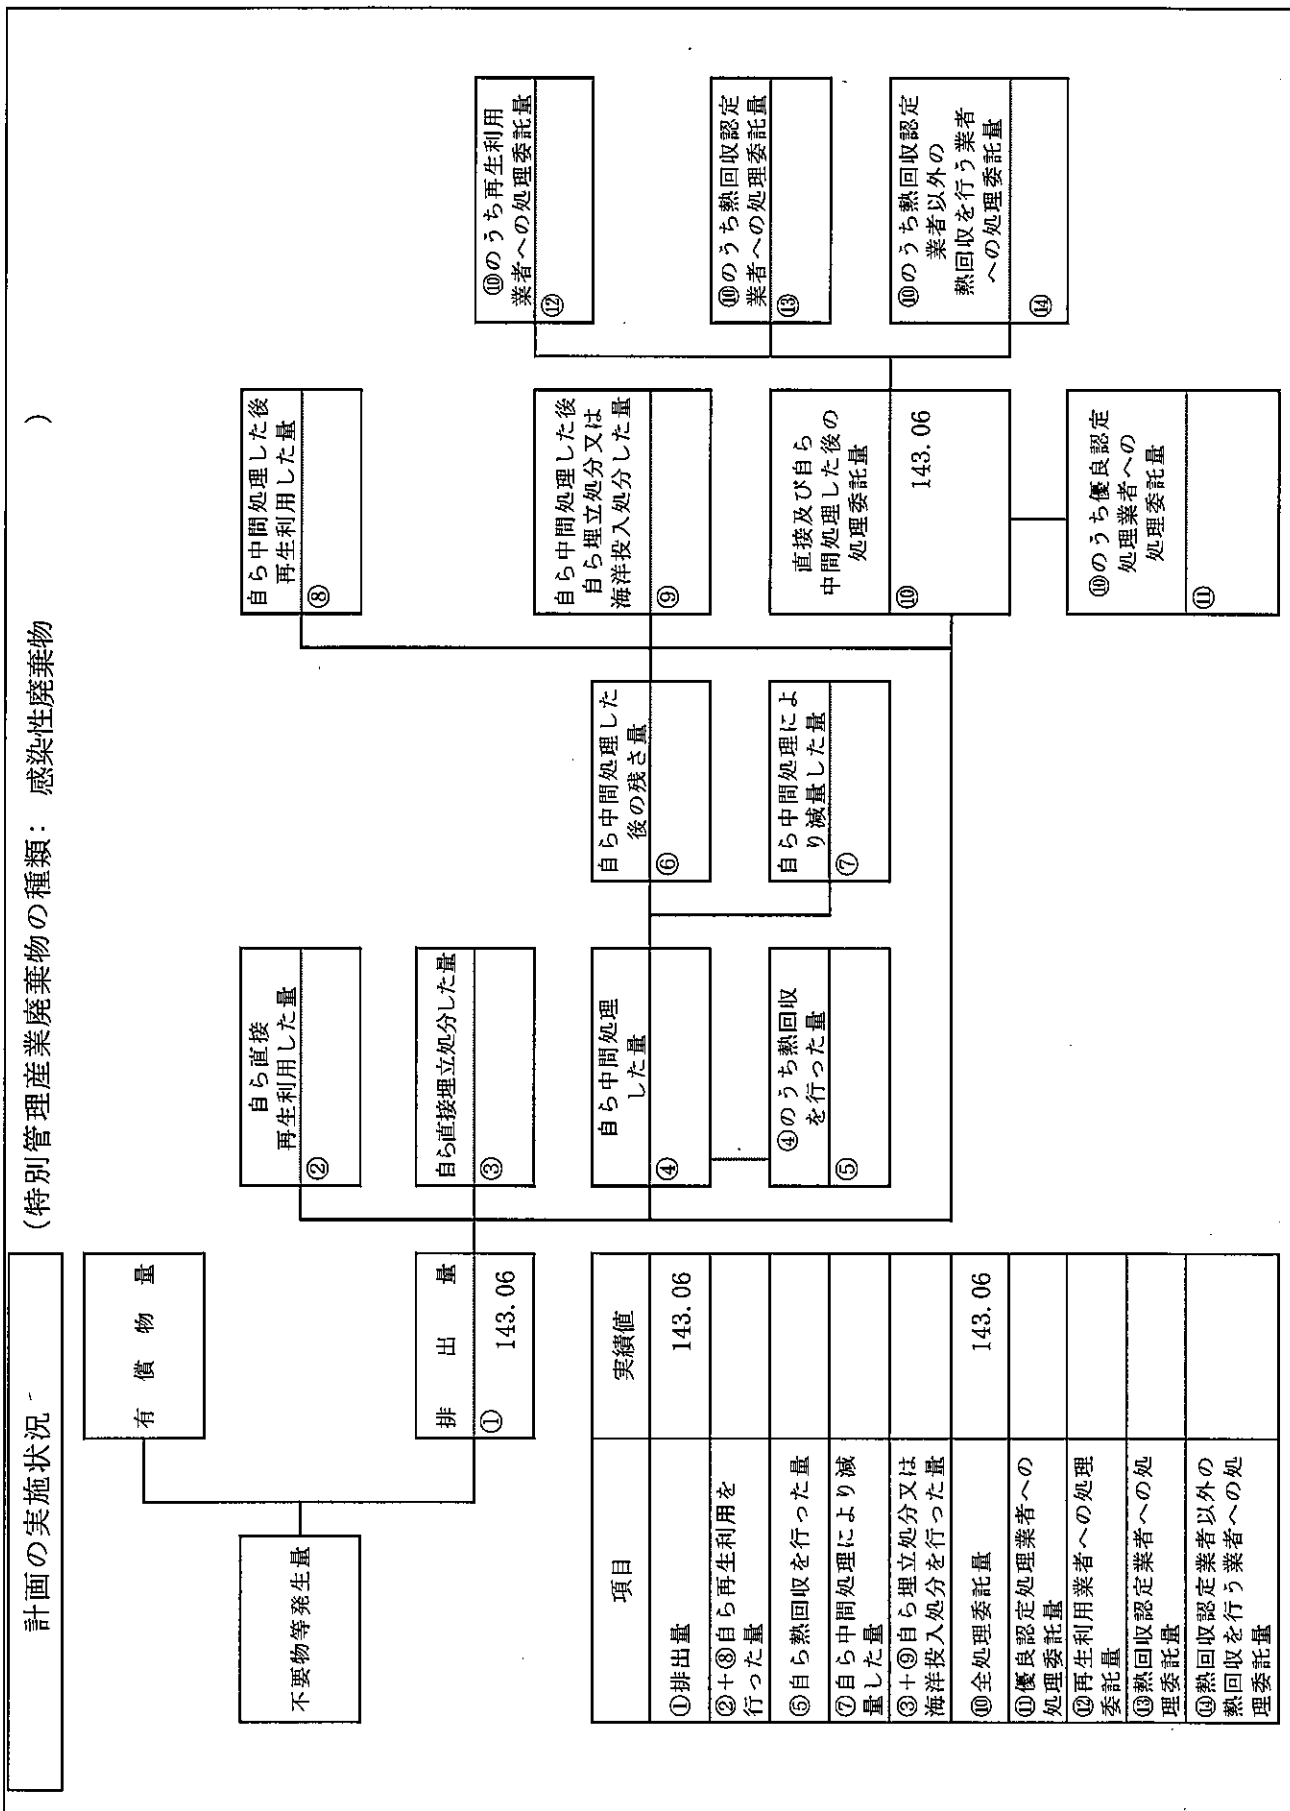 計画の実施状況
(特別管理産業廃棄物の種類： 感染性廃棄物 )
不要物等発生量
有償物量
排出量
① 143.06
自ら直接
再生利用した量
②
自ら直接埋立処分した量
③
自ら中間処理
した量
④
④のうち熱回収
を行った量
⑤
自ら中間処理した
後の残さ量
⑥
自ら中間処理によ
り減量した量
⑦
自ら中間処理した後
再生利用した量
⑧
自ら中間処理した後
自ら埋立処分又は
海洋投入処分した量
⑨
直接及び自ら
中間処理した後の
処理委託量
⑩ 143.06
⑩のうち優良認定
処理業者への
処理委託量
⑪
⑩のうち再生利用
業者への処理委託量
⑫
⑩のうち熱回収認定
業者への処理委託量
⑬
⑩のうち熱回収認定
業者以外の
熱回収を行う業者
への処理委託量
⑭
項目 実績値
①排出量 143.06
②+⑧自ら再生利用を
行った量
⑤自ら熱回収を行った量
⑦自ら中間処理により減
量した量
③+⑨自ら埋立処分又は
海洋投入処分を行った量
⑩全処理委託量 143.06
⑪優良認定処理業者への
処理委託量
⑫再生利用業者への処理
委託量
⑬熱回収認定業者への処
理委託量
⑭熱回収認定業者以外の
熱回収を行う業者への処
理委託量